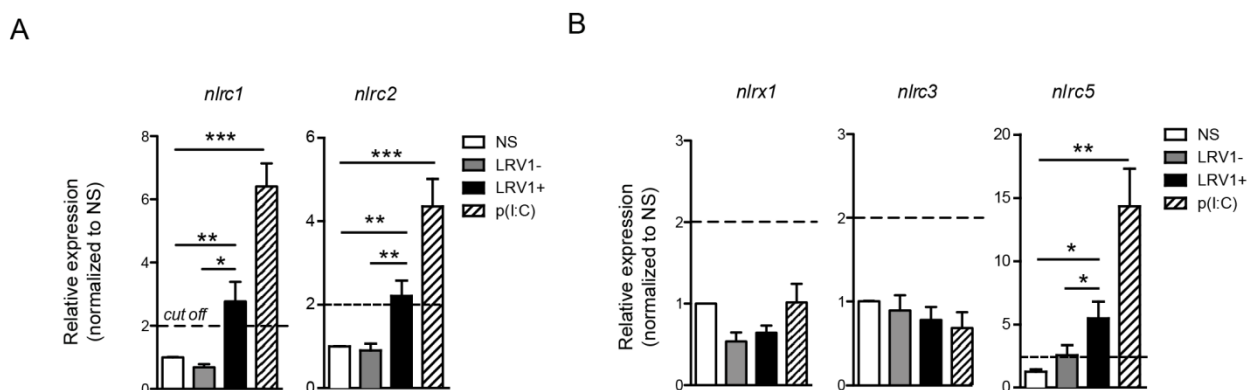 A
B
nlrc1
nlrc2
nlrx1
nlrc3
nlrc5
Relative expression
(normalized to NS)
8
6
4
2
0
***
**
*
cut off
6
4
2
0
***
**
**
NS
LRV1-
LRV1+
p(I:C)
Relative expression
(normalized to NS)
3
2
1
0
3
2
1
0
20
15
10
5
0
**
*
*
NS
LRV1-
LRV1+
p(I:C)